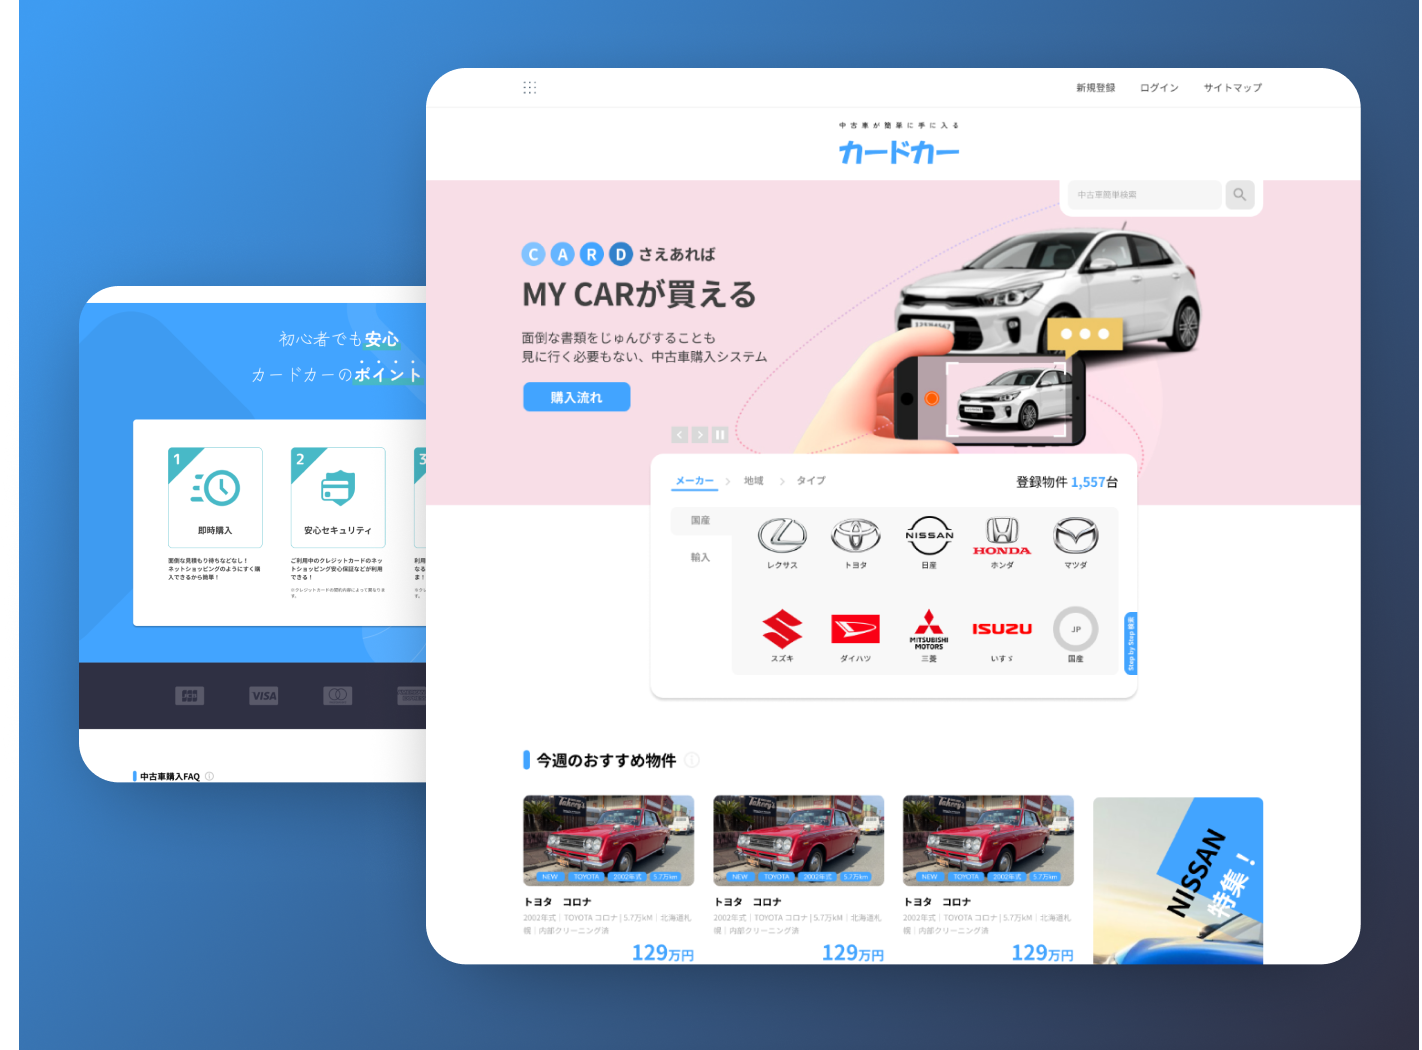 新規登録 ログイン サイトマップ
中古車が簡単に手に入る
カードカー
中古車簡単検索
CARDさえあれば
MY CARが買える
面倒な書類をじゅんびすることも
見に行く必要もない、中古車購入システム
購入流れ
メーカー 地域 タイプ
登録物件 1,557台
国産
輸入
NISSAN
HONDA
レクサス トヨタ 日産 ホンダ マツダ
MITSUBISHI
MOTORS
ISUZU
JP
スズキ ダイハツ 三菱 いすゞ 国産
Step by Step 検索
今週のおすすめ物件
NEW TOYOTA 2002年式 5.7万km
NEW TOYOTA 2002年式 5.7万km
NEW TOYOTA 2002年式 5.7万km
トヨタ コロナ
2002年式 | TOYOTA コロナ | 5.7万kM | 北海道札
幌 | 内部クリーニング済
129万円
トヨタ コロナ
2002年式 | TOYOTA コロナ | 5.7万kM | 北海道札
幌 | 内部クリーニング済
129万円
トヨタ コロナ
2002年式 | TOYOTA コロナ | 5.7万kM | 北海道札
幌 | 内部クリーニング済
129万円
NISSAN
特集！
初心者でも安心
カードカーのポイント
1
即時購入
面倒な見積もり待ちなどなし！
ネットショッピングのようにすぐ購
入できるから簡単！
2
安心セキュリティ
ご利用中のクレジットカードのネッ
トショッピング安心保証などが利用
できる！
※クレジットカードの契約内容によって異なりま
す。
3
利用
なる
ま！
VISA
中古車購入FAQ